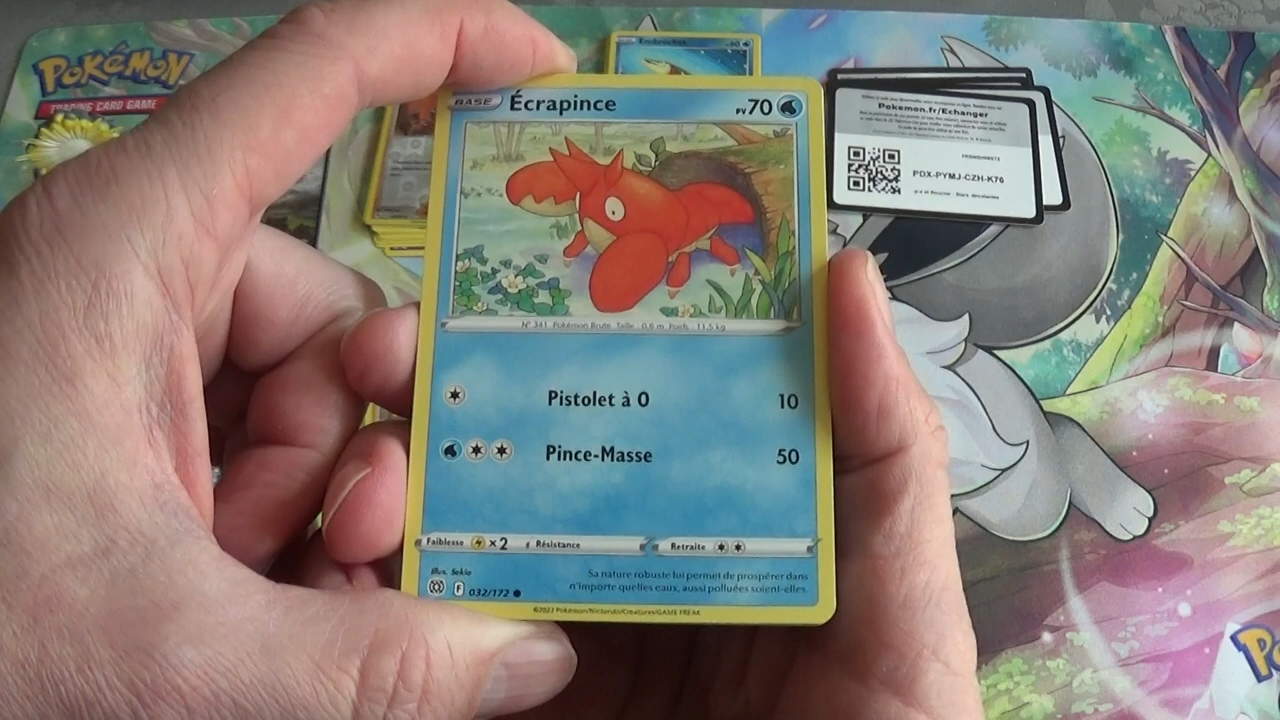 POKéMON
TRADING CARD GAME
Embrochet
60
BASE Écrapince PV70
N° 341 Pokémon Brute Taille : 0,6 m Poids : 11,5 kg
Pistolet à O 10
Pince-Masse 50
Faiblesse ×2 Résistance Retraite
Illus. Sekio
Sa nature robuste lui permet de prospérer dans
n'importe quelles eaux, aussi polluées soient-elles.
F 032/172
©2022 Pokémon/Nintendo/Creatures/GAME FREAK
Pokemon.fr/Echanger
PDX-PYMJ-CZH-K76